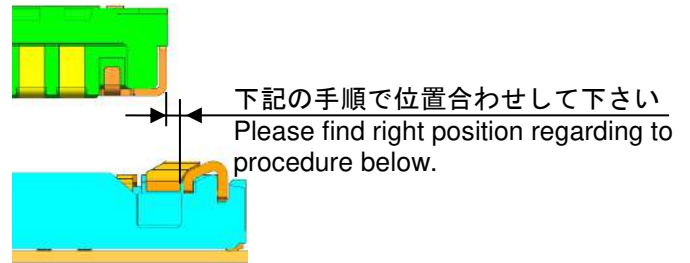 下記の手順で位置合わせして下さい
Please find right position regarding to
procedure below.